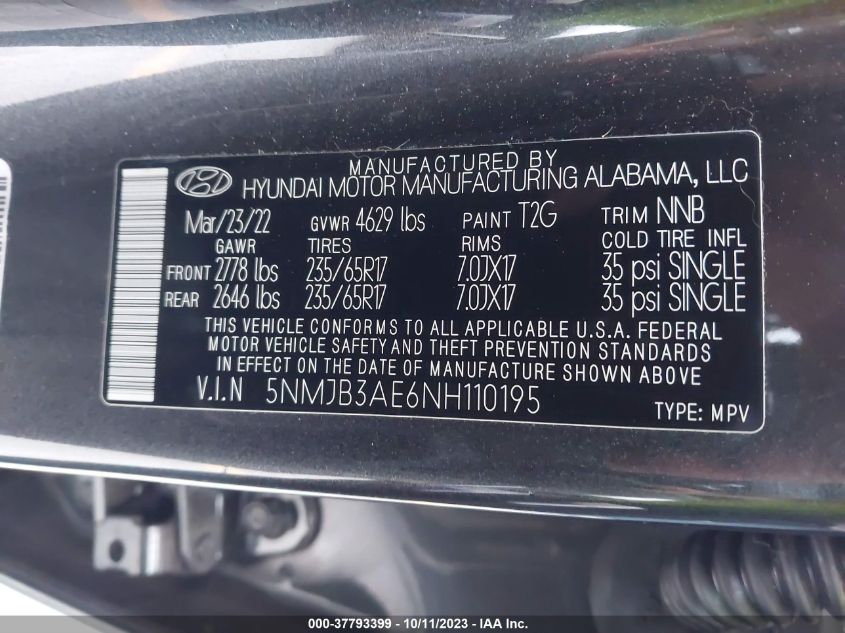 MANUFACTURED BY
HYUNDAI MOTOR MANUFACTURING ALABAMA, LLC
Mar/23/22 GVWR 4629 lbs PAINT T2G TRIM NNB
GAWR TIRES RIMS COLD TIRE INFL
FRONT 2778 lbs 235/65R17 7.0JX17 35 psi SINGLE
REAR 2646 lbs 235/65R17 7.0JX17 35 psi SINGLE
THIS VEHICLE CONFORMS TO ALL APPLICABLE U.S.A. FEDERAL
MOTOR VEHICLE SAFETY AND THEFT PREVENTION STANDARDS
IN EFFECT ON THE DATE OF MANUFACTURE SHOWN ABOVE.
V.I.N 5NMJB3AE6NH110195
TYPE: MPV
000-37793399 - 10/11/2023 - IAA Inc.